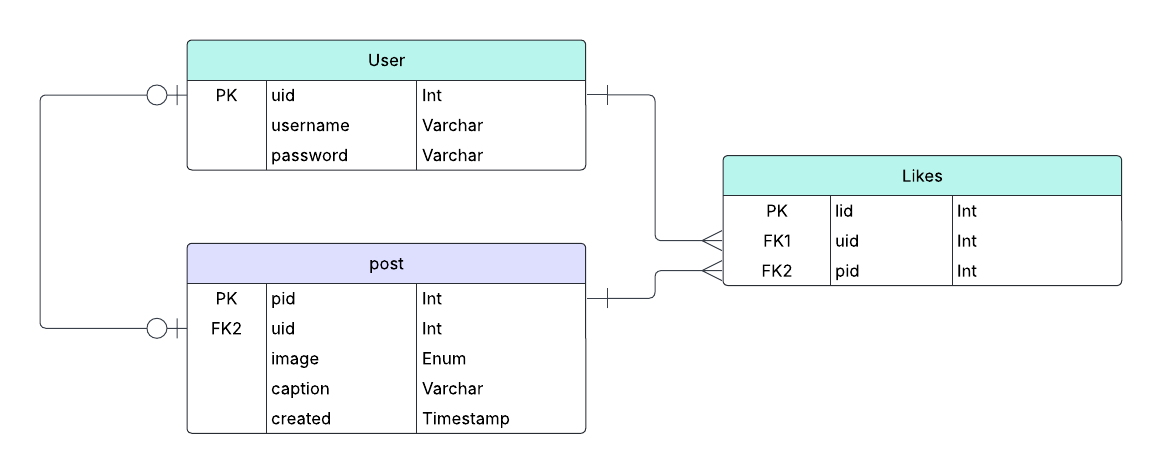 User
PK uid Int
username Varchar
password Varchar
Likes
PK lid Int
FK1 uid Int
FK2 pid Int
post
PK pid Int
FK2 uid Int
image Enum
caption Varchar
created Timestamp